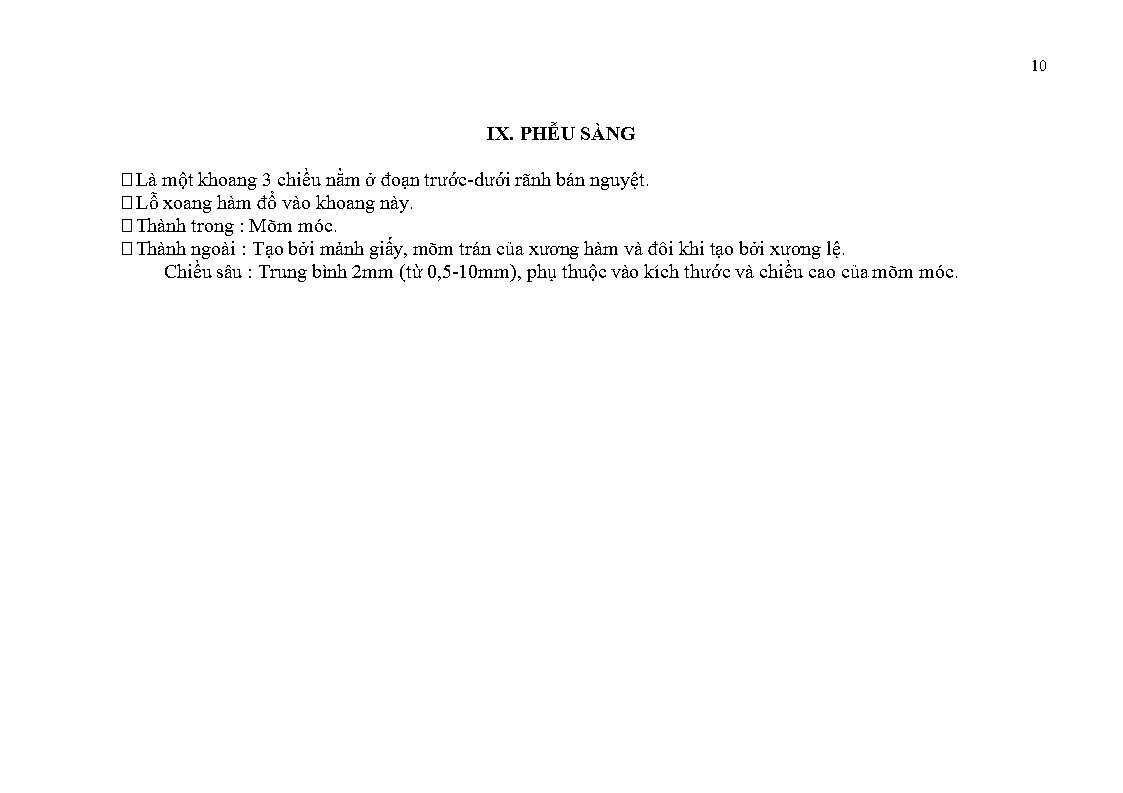 10
IX. PHỄU SÀNG
□Là một khoang 3 chiều nằm ở đoạn trước-dưới rãnh bán nguyệt.
□Lỗ xoang hàm đổ vào khoang này.
□Thành trong : Mõm móc.
□Thành ngoài : Tạo bởi mảnh giấy, mõm trán của xương hàm và đôi khi tạo bởi xương lệ.
Chiều sâu : Trung bình 2mm (từ 0,5-10mm), phụ thuộc vào kích thước và chiều cao của mõm móc.